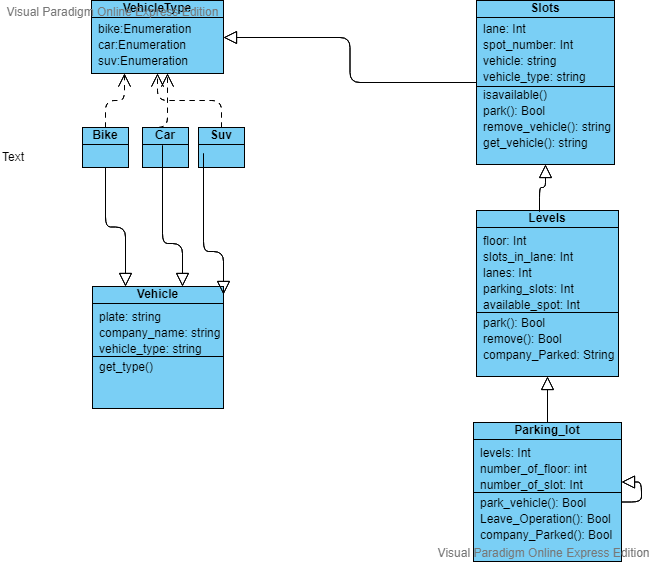 VehicleType
Visual Paradigm Online Express Edition
bike:Enumeration
car:Enumeration
suv:Enumeration
Slots
lane: Int
spot_number: Int
vehicle: string
vehicle_type: string
isavailable()
park(): Bool
remove_vehicle(): string
get_vehicle(): string
Bike
Car
Suv
Text
Levels
floor: Int
slots_in_lane: Int
lanes: Int
parking_slots: Int
available_spot: Int
park(): Bool
remove(): Bool
company_Parked: String
Vehicle
plate: string
company_name: string
vehicle_type: string
get_type()
Parking_lot
levels: Int
number_of_floor: int
number_of_slot: Int
park_vehicle(): Bool
Leave_Operation(): Bool
company_Parked(): Bool
Visual Paradigm Online Express Edition